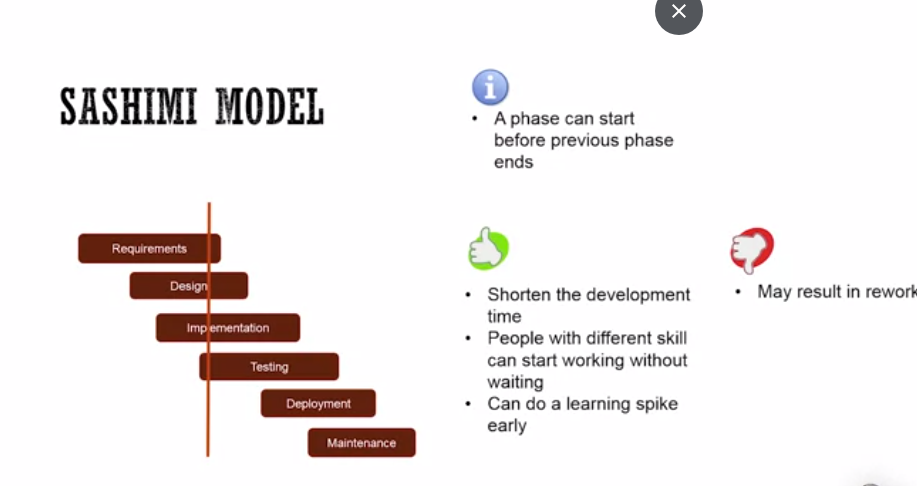 SASHIMI MODEL
• A phase can start
before previous phase
ends
Requirements
Design
Implementation
Testing
Deployment
Maintenance
• Shorten the development
time
• People with different skill
can start working without
waiting
• Can do a learning spike
early
• May result in rework